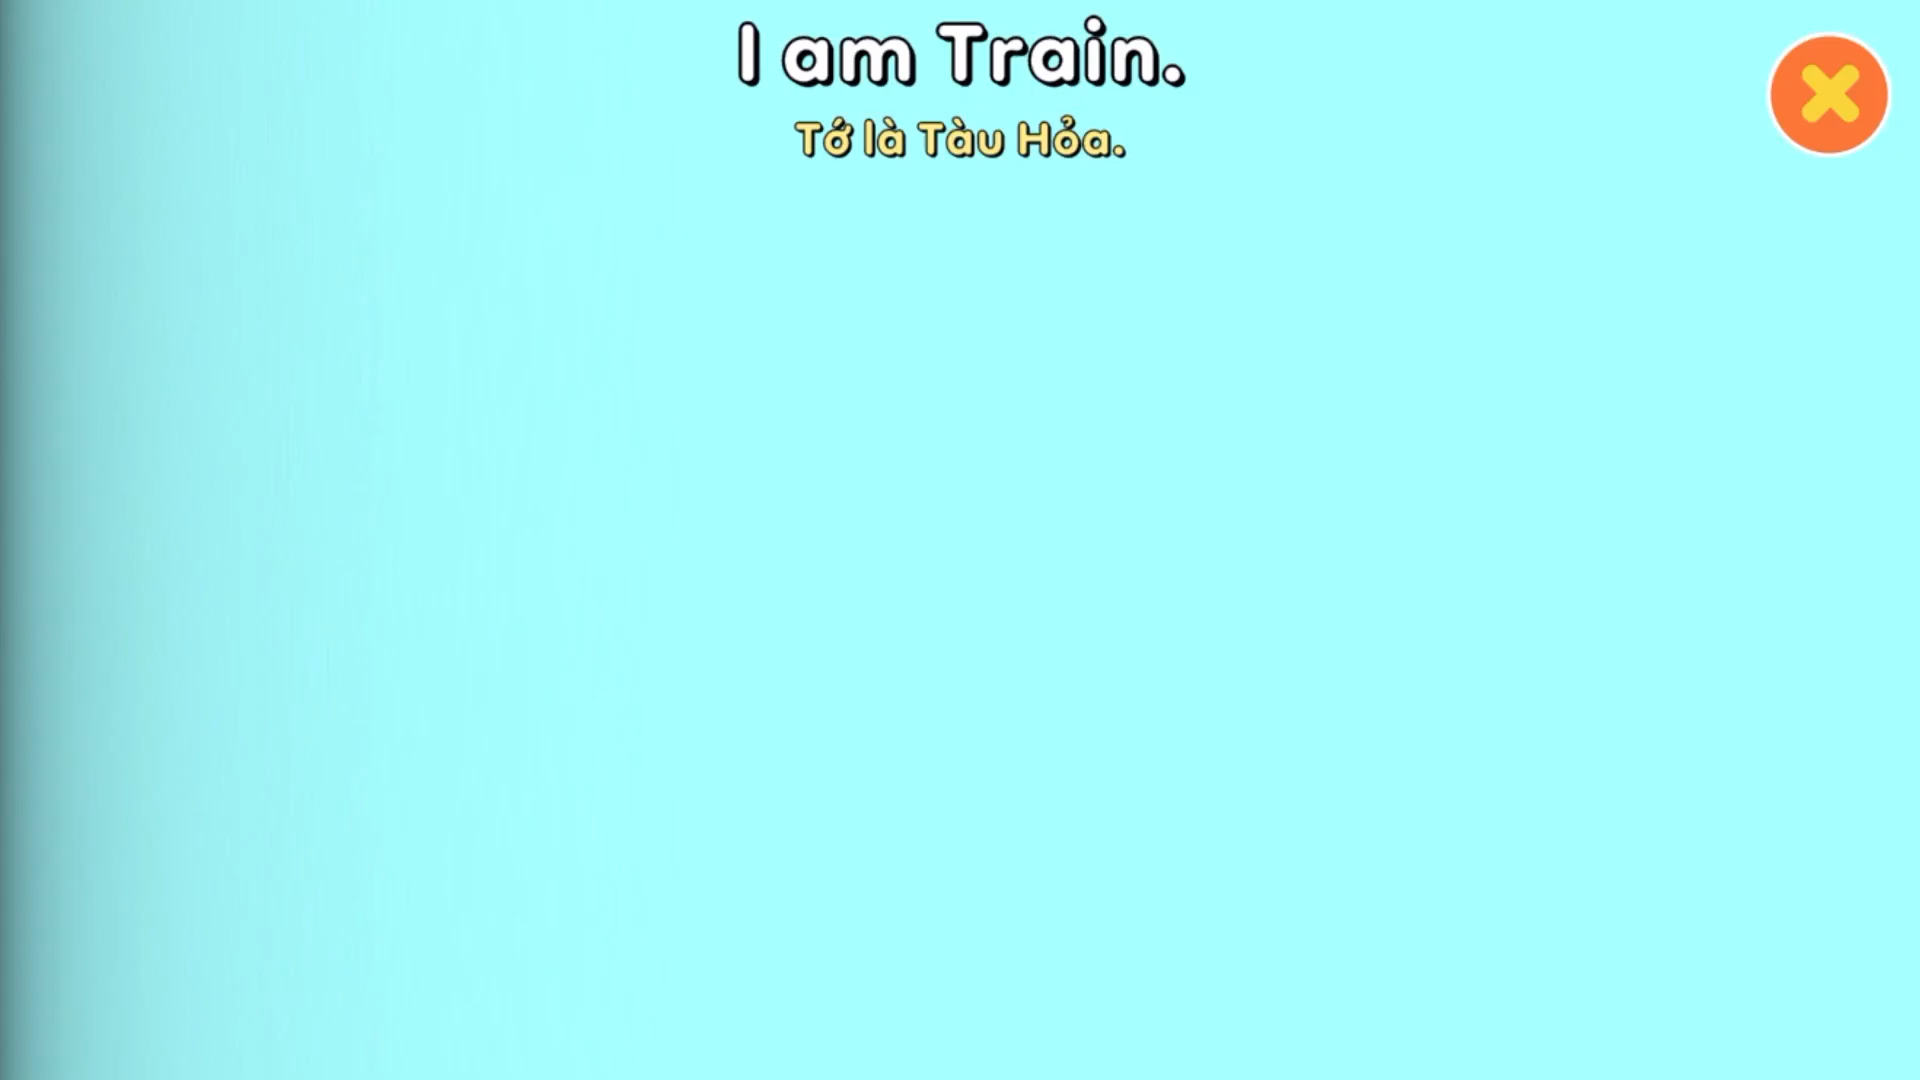 I am Train.
Tớ là Tàu Hỏa.